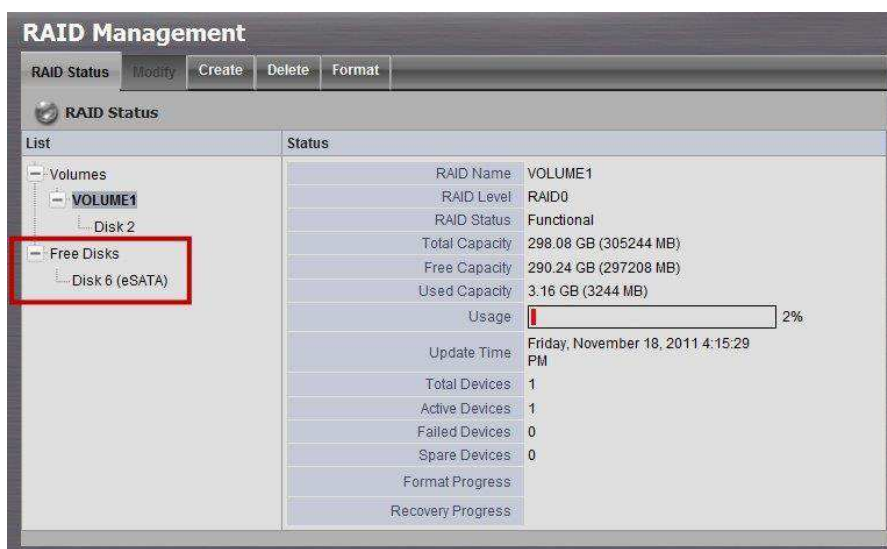 RAID Management
RAID Status Modify Create Delete Format
RAID Status
List Status
Volumes
VOLUME1
Disk 2
Free Disks
Disk 6 (eSATA)
RAID Name VOLUME1
RAID Level RAID0
RAID Status Functional
Total Capacity 298.08 GB (305244 MB)
Free Capacity 290.24 GB (297208 MB)
Used Capacity 3.16 GB (3244 MB)
Usage 2%
Update Time Friday, November 18, 2011 4:15:29
PM
Total Devices 1
Active Devices 1
Failed Devices 0
Spare Devices 0
Format Progress
Recovery Progress